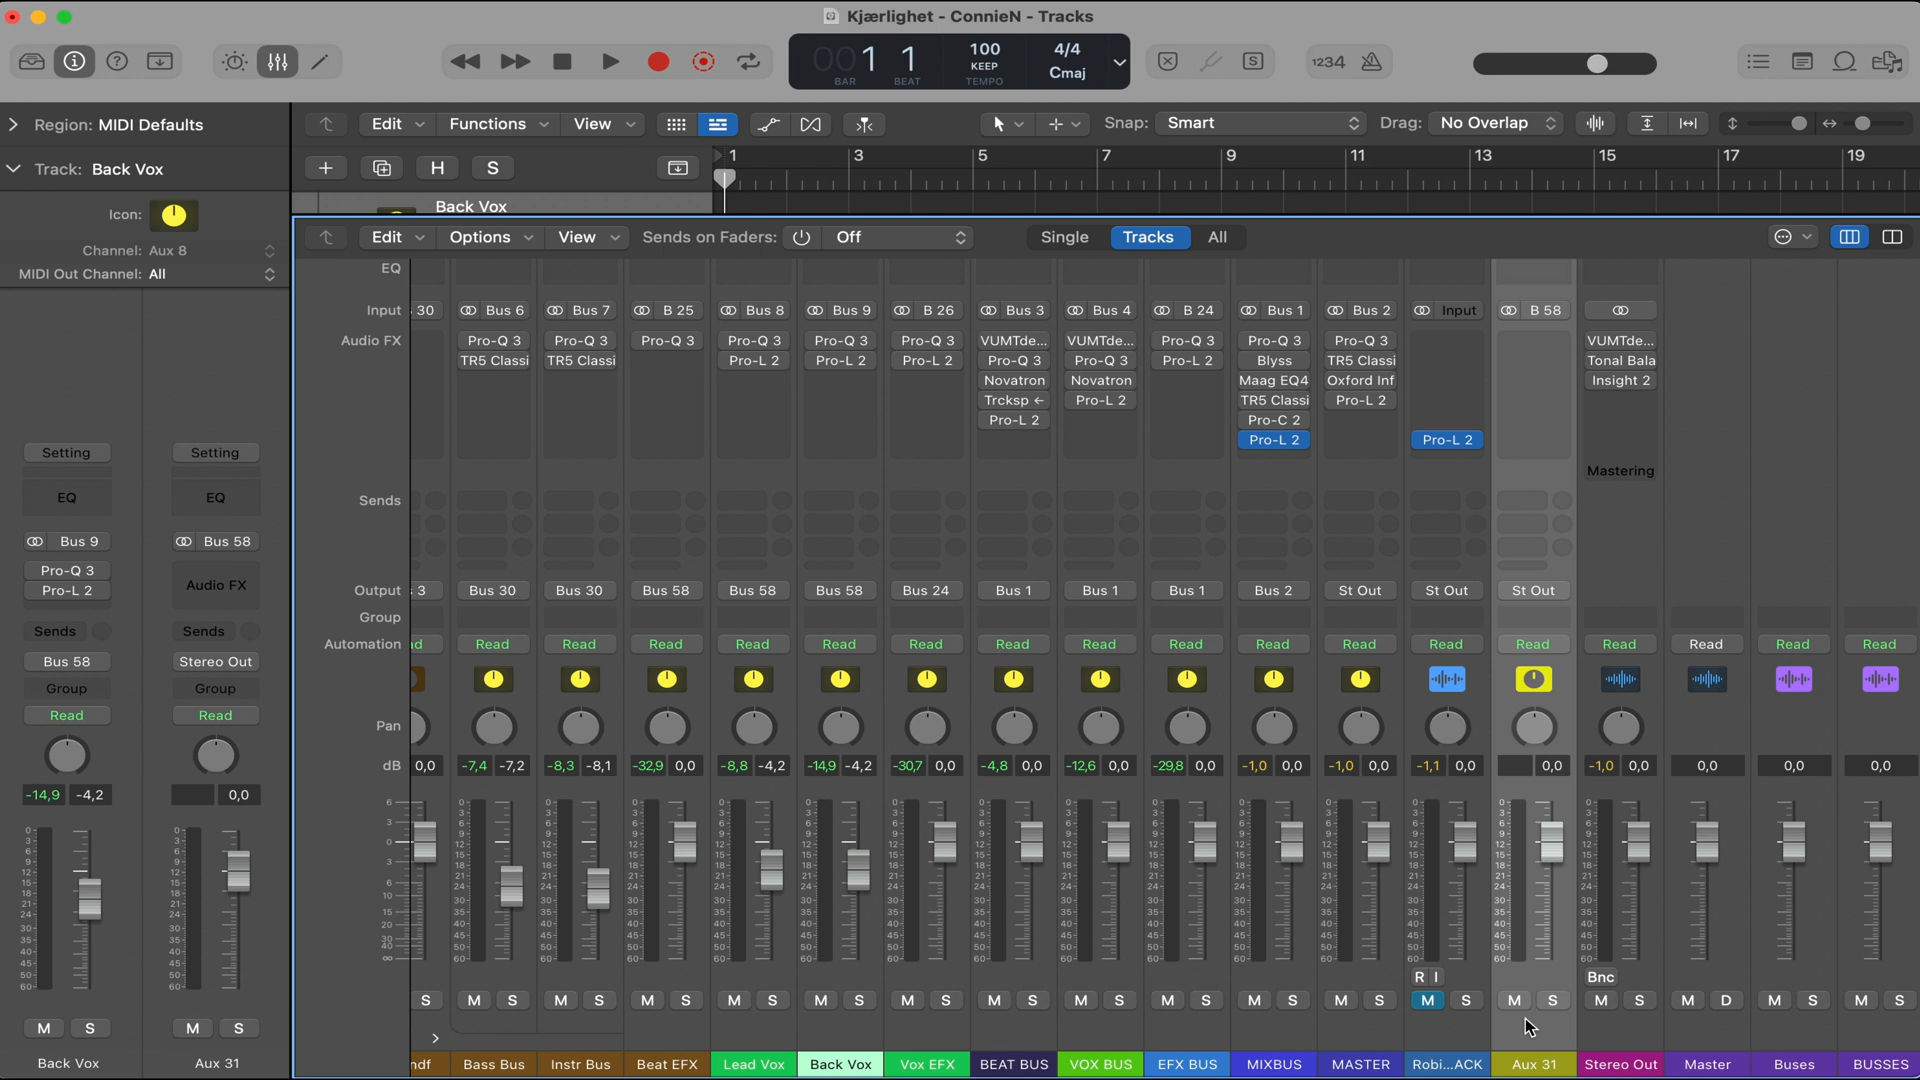 Kjærlighet - ConnieN - Tracks
001 1
BAR BEAT
100
KEEP
TEMPO
4/4
Cmaj
S
1234
Region: MIDI Defaults
Edit Functions View Snap: Smart Drag: No Overlap
Track: Back Vox
H S
1 3 5 7 9 11 13 15 17 19
Back Vox
Icon:
Channel: Aux 8
MIDI Out Channel: All
Edit Options View Sends on Faders: Off Single Tracks All
EQ
Input 30 Bus 6 Bus 7 B 25 Bus 8 Bus 9 B 26 Bus 3 Bus 4 B 24 Bus 1 Bus 2 Input B 58
Audio FX Pro-Q 3 Pro-Q 3 Pro-Q 3 Pro-Q 3 Pro-Q 3 Pro-Q 3 VUMTde... VUMTde... Pro-Q 3 Pro-Q 3 Pro-Q 3 VUMTde...
TR5 Classi TR5 Classi Pro-L 2 Pro-L 2 Pro-L 2 Pro-Q 3 Pro-Q 3 Pro-L 2 Blyss TR5 Classi Tonal Bala
Novatron Novatron Maag EQ4 Oxford Inf Insight 2
Trcksp ← Pro-L 2 TR5 Classi Pro-L 2
Pro-L 2 Pro-C 2
Pro-L 2 Pro-L 2
Mastering
Sends
Output 3 Bus 30 Bus 30 Bus 58 Bus 58 Bus 58 Bus 24 Bus 1 Bus 1 Bus 1 Bus 2 St Out St Out St Out
Group
Automation d Read Read Read Read Read Read Read Read Read Read Read Read Read Read Read Read Read
Pan
dB 0,0 -7,4 -7,2 -8,3 -8,1 -32,9 0,0 -8,8 -4,2 -14,9 -4,2 -30,7 0,0 -4,8 0,0 -12,6 0,0 -29,8 0,0 -1,0 0,0 -1,0 0,0 -1,1 0,0 0,0 -1,0 0,0 0,0 0,0 0,0
R I
Bnc
S M S M S M S M S M S M S M S M S M S M S M S M S M S M S M D M S M S
ndf Bass Bus Instr Bus Beat EFX Lead Vox Back Vox Vox EFX BEAT BUS VOX BUS EFX BUS MIXBUS MASTER Robi...ACK Aux 31 Stereo Out Master Buses BUSSES
Setting Setting
EQ EQ
Bus 9 Bus 58
Pro-Q 3
Pro-L 2
Audio FX
Sends Sends
Bus 58 Stereo Out
Group Group
Read Read
-14,9 -4,2 0,0
M S M S
Back Vox Aux 31